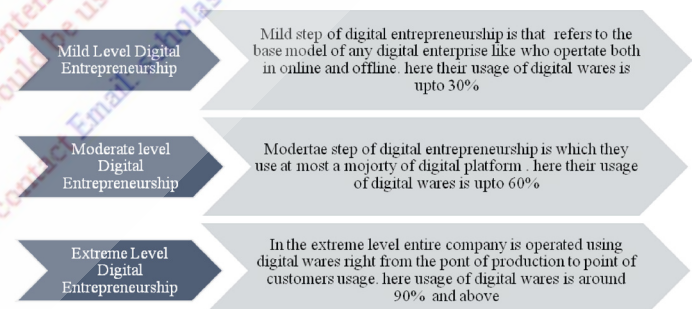 Mild Level Digital
Entrepreneurship
Mild step of digital entrepreneurship is that refers to the
base model of any digital enterprise like who opertate both
in online and offline. here their usage of digital wares is
upto 30%
Moderate level
Digital
Entrepreneurship
Modertae step of digital entrepreneurship is which they
use at most a mojorty of digital platform . here their usage
of digital wares is upto 60%
Extreme Level
Digital
Entrepreneurship
In the extreme level entire company is operated using
digital wares right from the pont of production to point of
customers usage. here usage of digital wares is around
90% and above
contact Email: